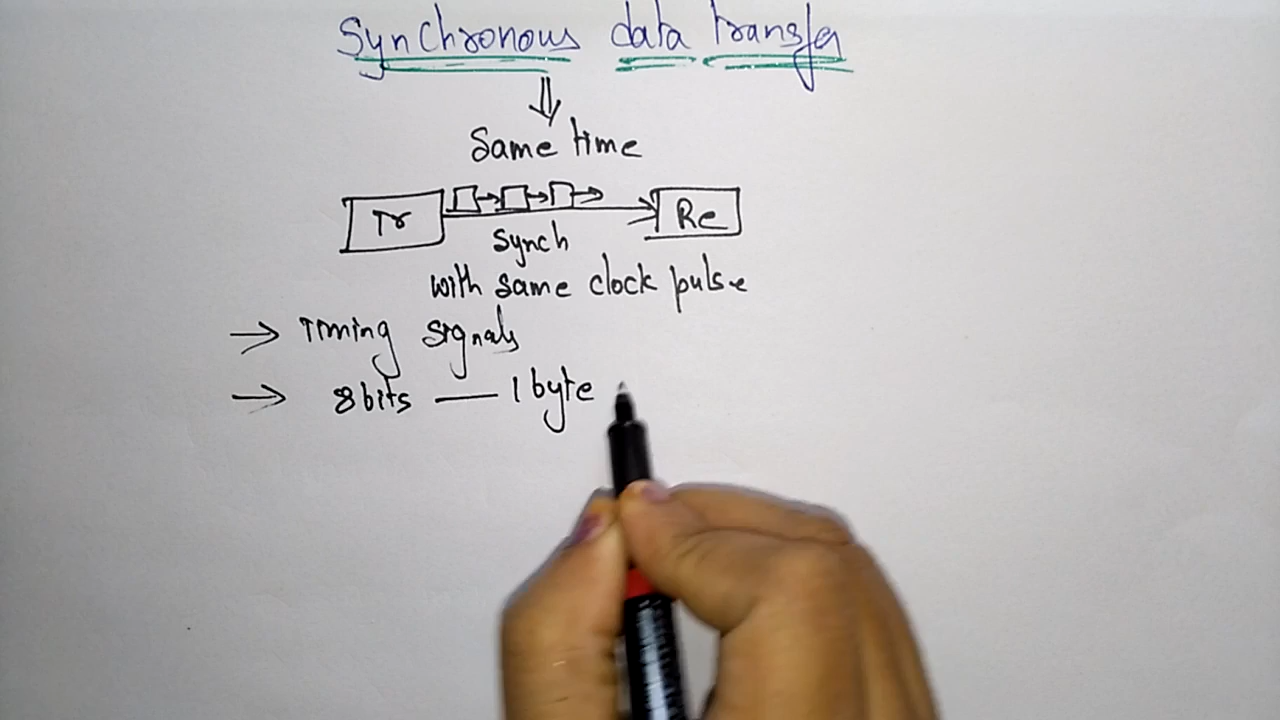 Synchronous data transfer
Same time
Tr Re
Synch
with same clock pulse
Timing signals
8 bits — 1 byte